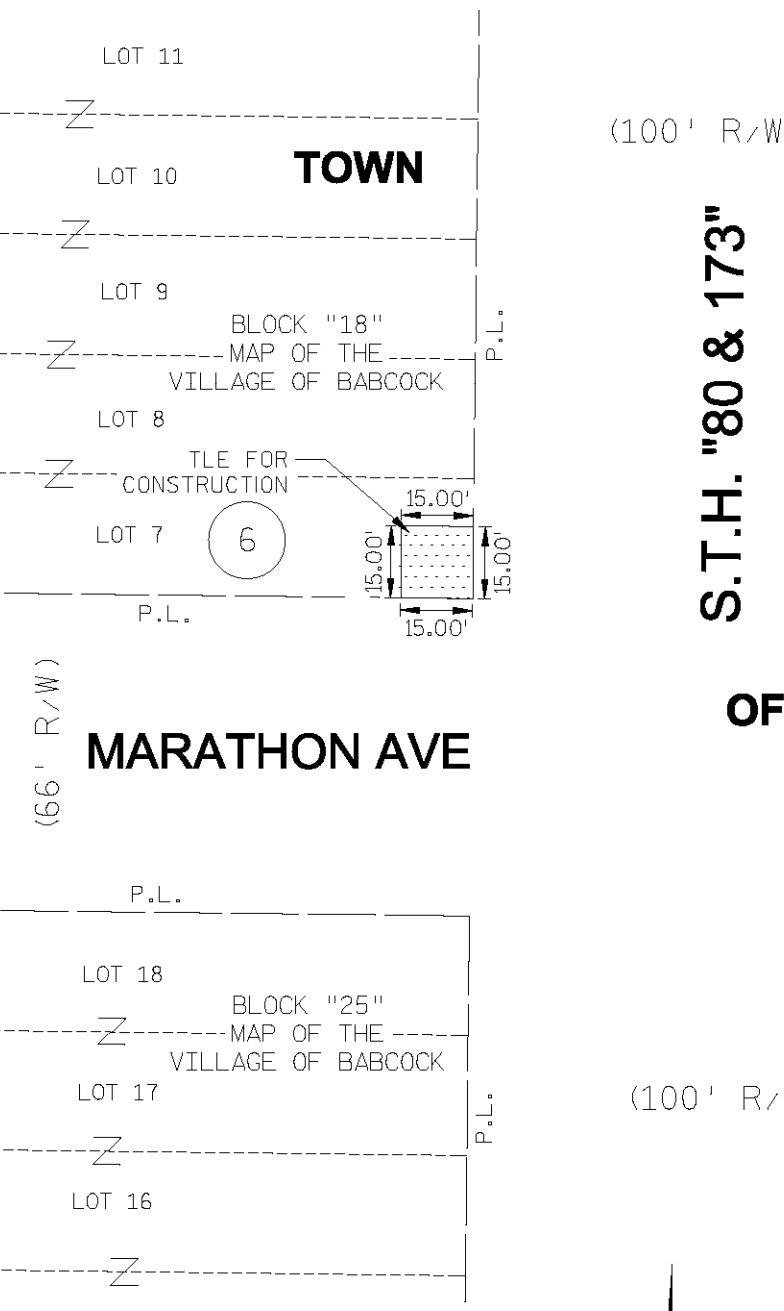 LOT 11
(100' R/W
TOWN
LOT 10
S.T.H. "80 & 173"
LOT 9
BLOCK "18"
MAP OF THE
VILLAGE OF BABCOCK
P.L.
LOT 8
TLE FOR
CONSTRUCTION
15.00'
LOT 7
6
15.00'
15.00'
15.00'
P.L.
(66' R/W)
MARATHON AVE
OF
P.L.
LOT 18
BLOCK "25"
MAP OF THE
VILLAGE OF BABCOCK
LOT 17
P.L.
(100' R/
LOT 16